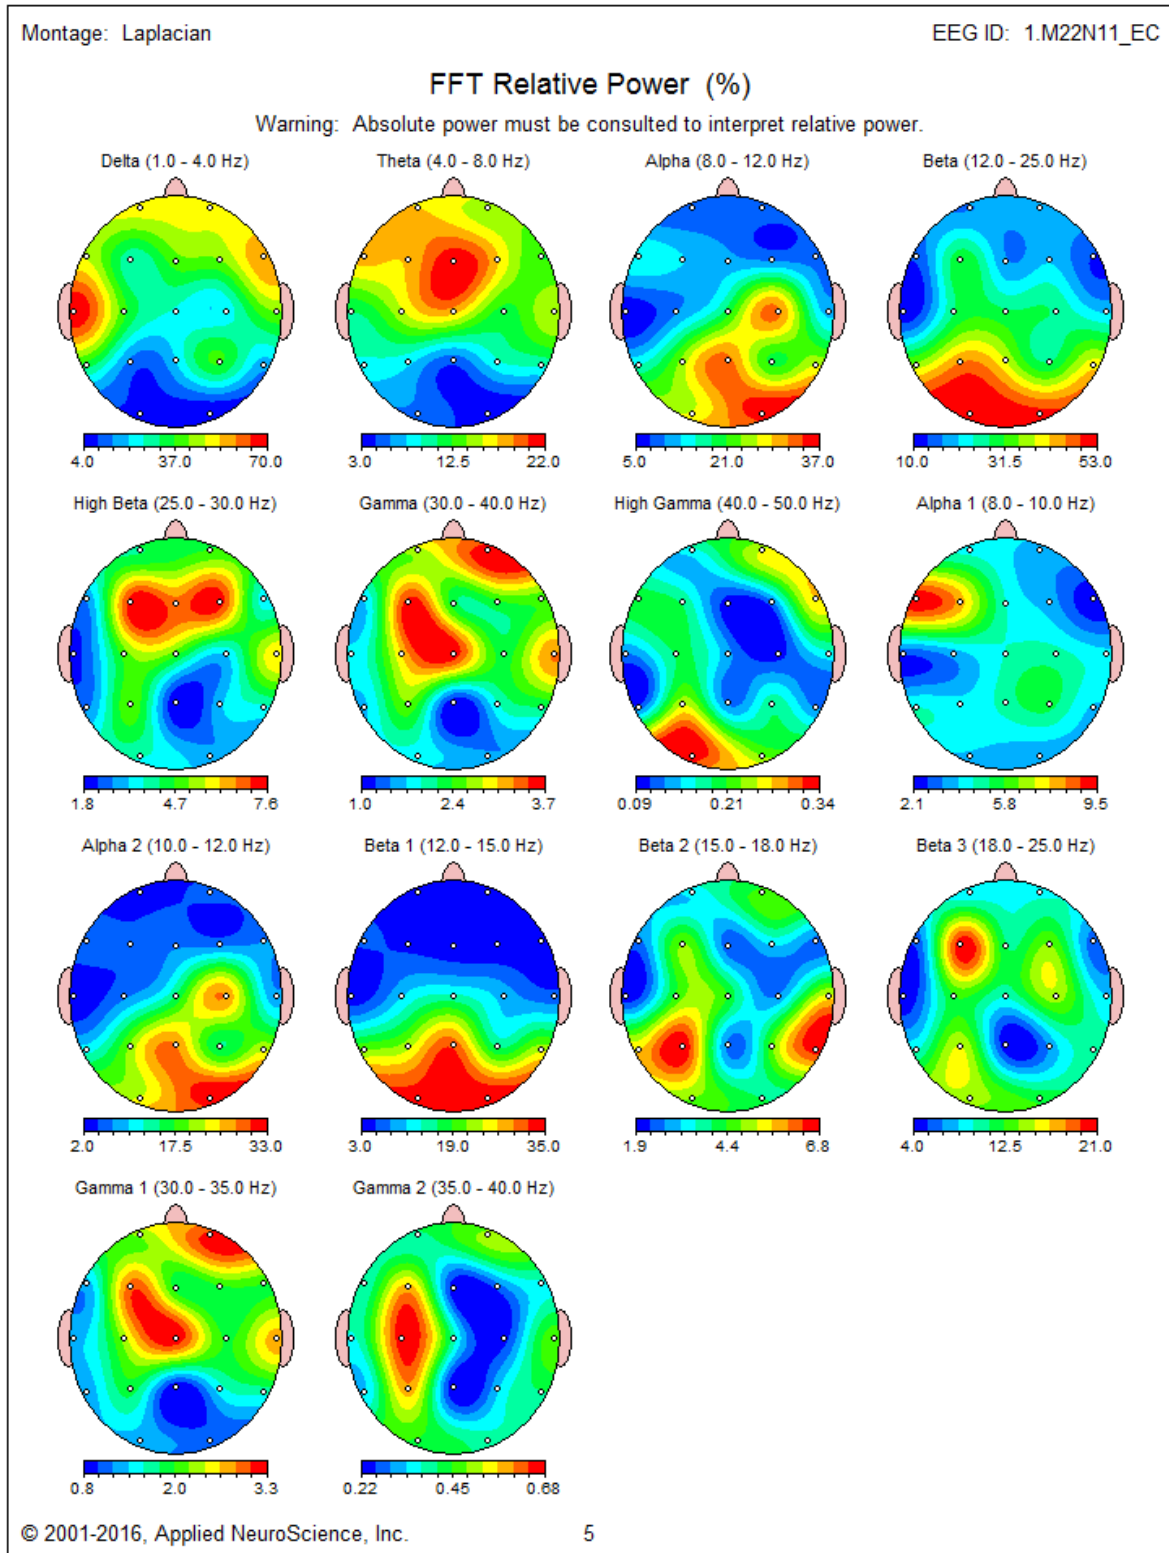 Montage: Laplacian EEG ID: 1.M22N11_EC
FFT Relative Power (%)
Warning: Absolute power must be consulted to interpret relative power.
Delta (1.0 - 4.0 Hz) Theta (4.0 - 8.0 Hz) Alpha (8.0 - 12.0 Hz) Beta (12.0 - 25.0 Hz)
4.0 37.0 70.0 3.0 12.5 22.0 5.0 21.0 37.0 10.0 31.5 53.0
High Beta (25.0 - 30.0 Hz) Gamma (30.0 - 40.0 Hz) High Gamma (40.0 - 50.0 Hz) Alpha 1 (8.0 - 10.0 Hz)
1.8 4.7 7.6 1.0 2.4 3.7 0.09 0.21 0.34 2.1 5.8 9.5
Alpha 2 (10.0 - 12.0 Hz) Beta 1 (12.0 - 15.0 Hz) Beta 2 (15.0 - 18.0 Hz) Beta 3 (18.0 - 25.0 Hz)
2.0 17.5 33.0 3.0 19.0 35.0 1.9 4.4 6.8 4.0 12.5 21.0
Gamma 1 (30.0 - 35.0 Hz) Gamma 2 (35.0 - 40.0 Hz)
0.8 2.0 3.3 0.22 0.45 0.68
© 2001-2016, Applied NeuroScience, Inc. 5